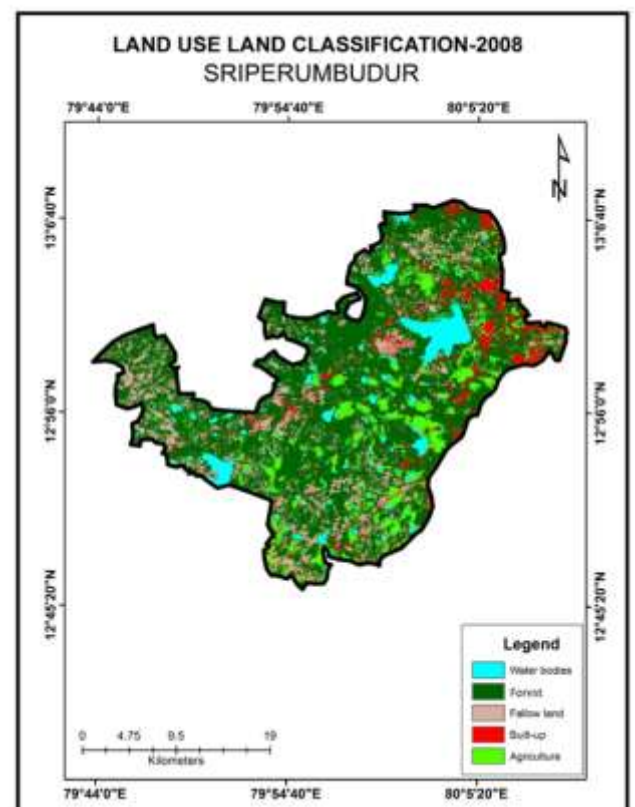 LAND USE LAND CLASSIFICATION-2008
SRIPERUMBUDUR
79°44'0"E 79°54'40"E 80°5'20"E
N
13°6'40"N 13°6'40"N
12°56'0"N 12°56'0"N
12°45'20"N 12°45'20"N
Legend
Water bodies
Forest
Fallow land
Built-up
Agriculture
0 4.75 9.5 19
Kilometers
79°44'0"E 79°54'40"E 80°5'20"E